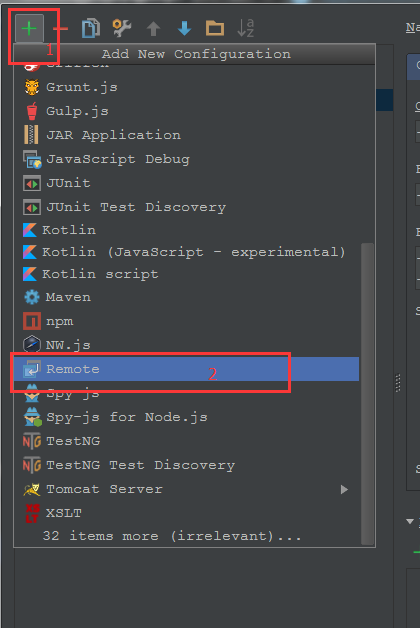 Na
1
Add New Configuration
Grunt.js
Gulp.js
JAR Application
JavaScript Debug
JUnit
JUnit Test Discovery
Kotlin
Kotlin (JavaScript - experimental)
Kotlin script
Maven
npm
NW.js
Remote 2
Spy-js
Spy-js for Node.js
TestNG
TestNG Test Discovery
Tomcat Server
XSLT
32 items more (irrelevant)...